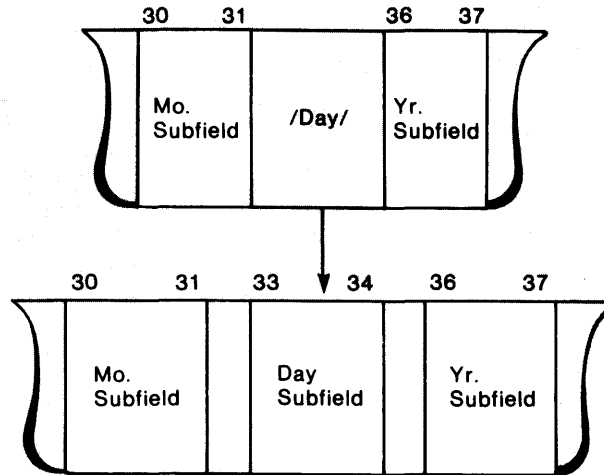 30 31 36 37
Mo.
Subfield
/Day/
Yr.
Subfield
30 31 33 34 36 37
Mo.
Subfield
Day
Subfield
Yr.
Subfield